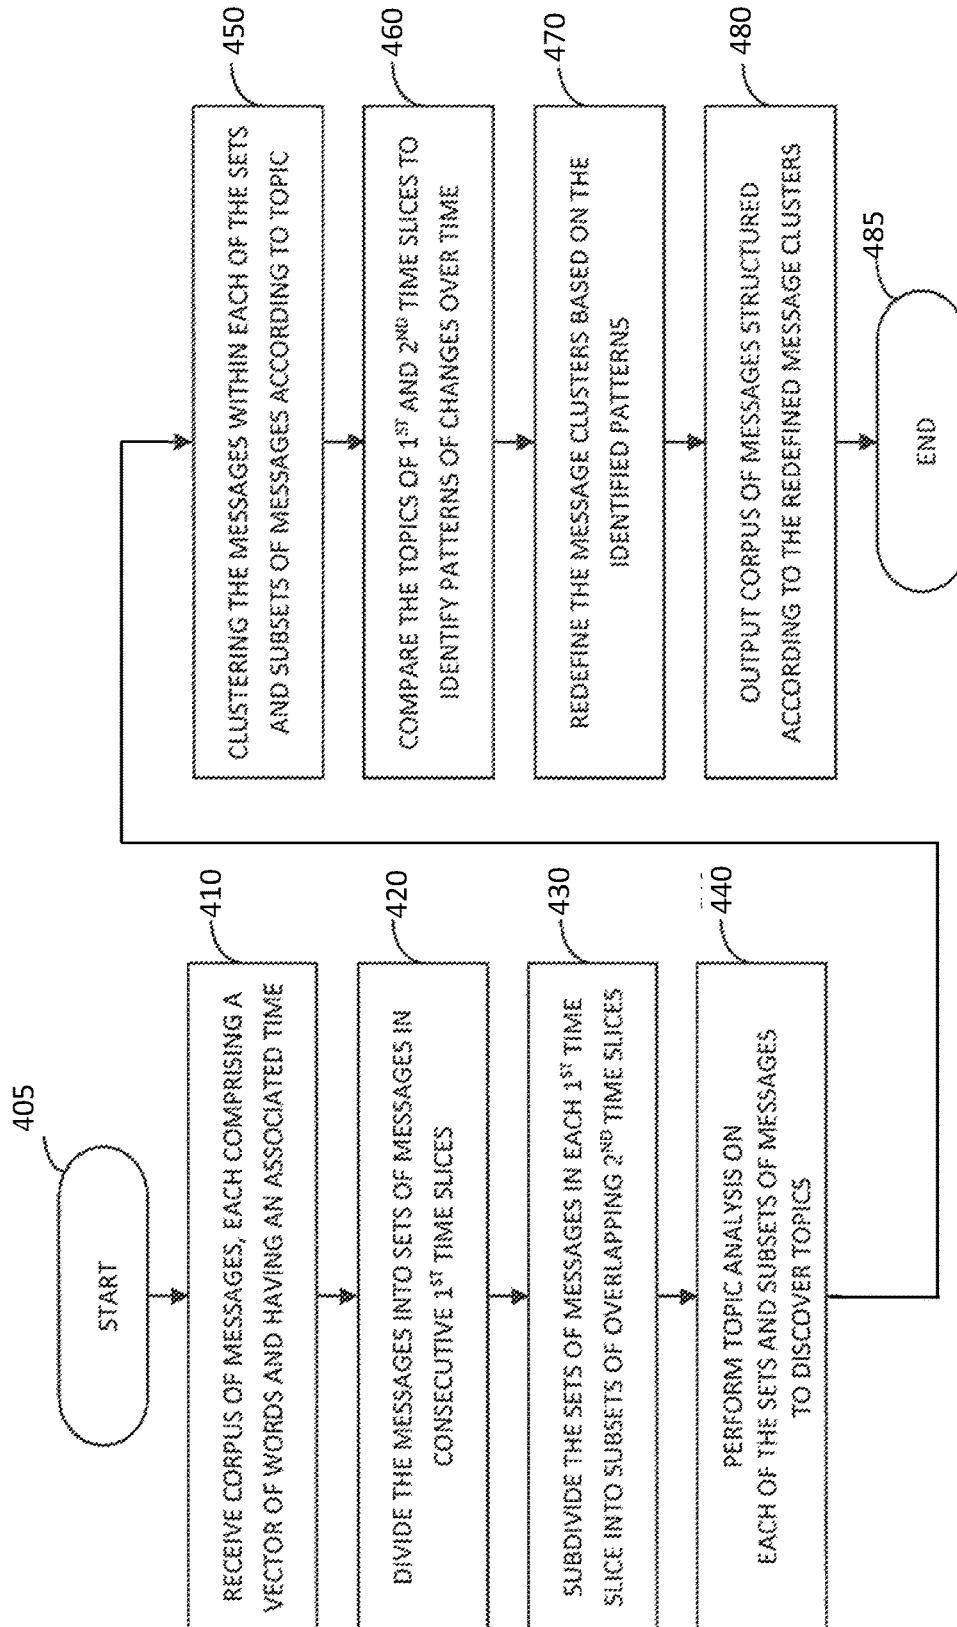 405
START
410
RECEIVE CORPUS OF MESSAGES, EACH COMPRISING A
VECTOR OF WORDS AND HAVING AN ASSOCIATED TIME
420
DIVIDE THE MESSAGES INTO SETS OF MESSAGES IN
CONSECUTIVE 1ST TIME SLICES
430
SUBDIVIDE THE SETS OF MESSAGES IN EACH 1ST TIME
SLICE INTO SUBSETS OF OVERLAPPING 2ND TIME SLICES
440
PERFORM TOPIC ANALYSIS ON
EACH OF THE SETS AND SUBSETS OF MESSAGES
TO DISCOVER TOPICS
450
CLUSTERING THE MESSAGES WITHIN EACH OF THE SETS
AND SUBSETS OF MESSAGES ACCORDING TO TOPIC
460
COMPARE THE TOPICS OF 1ST AND 2ND TIME SLICES TO
IDENTIFY PATTERNS OF CHANGES OVER TIME
470
REDEFINE THE MESSAGE CLUSTERS BASED ON THE
IDENTIFIED PATTERNS
480
OUTPUT CORPUS OF MESSAGES STRUCTURED
ACCORDING TO THE REDEFINED MESSAGE CLUSTERS
485
END